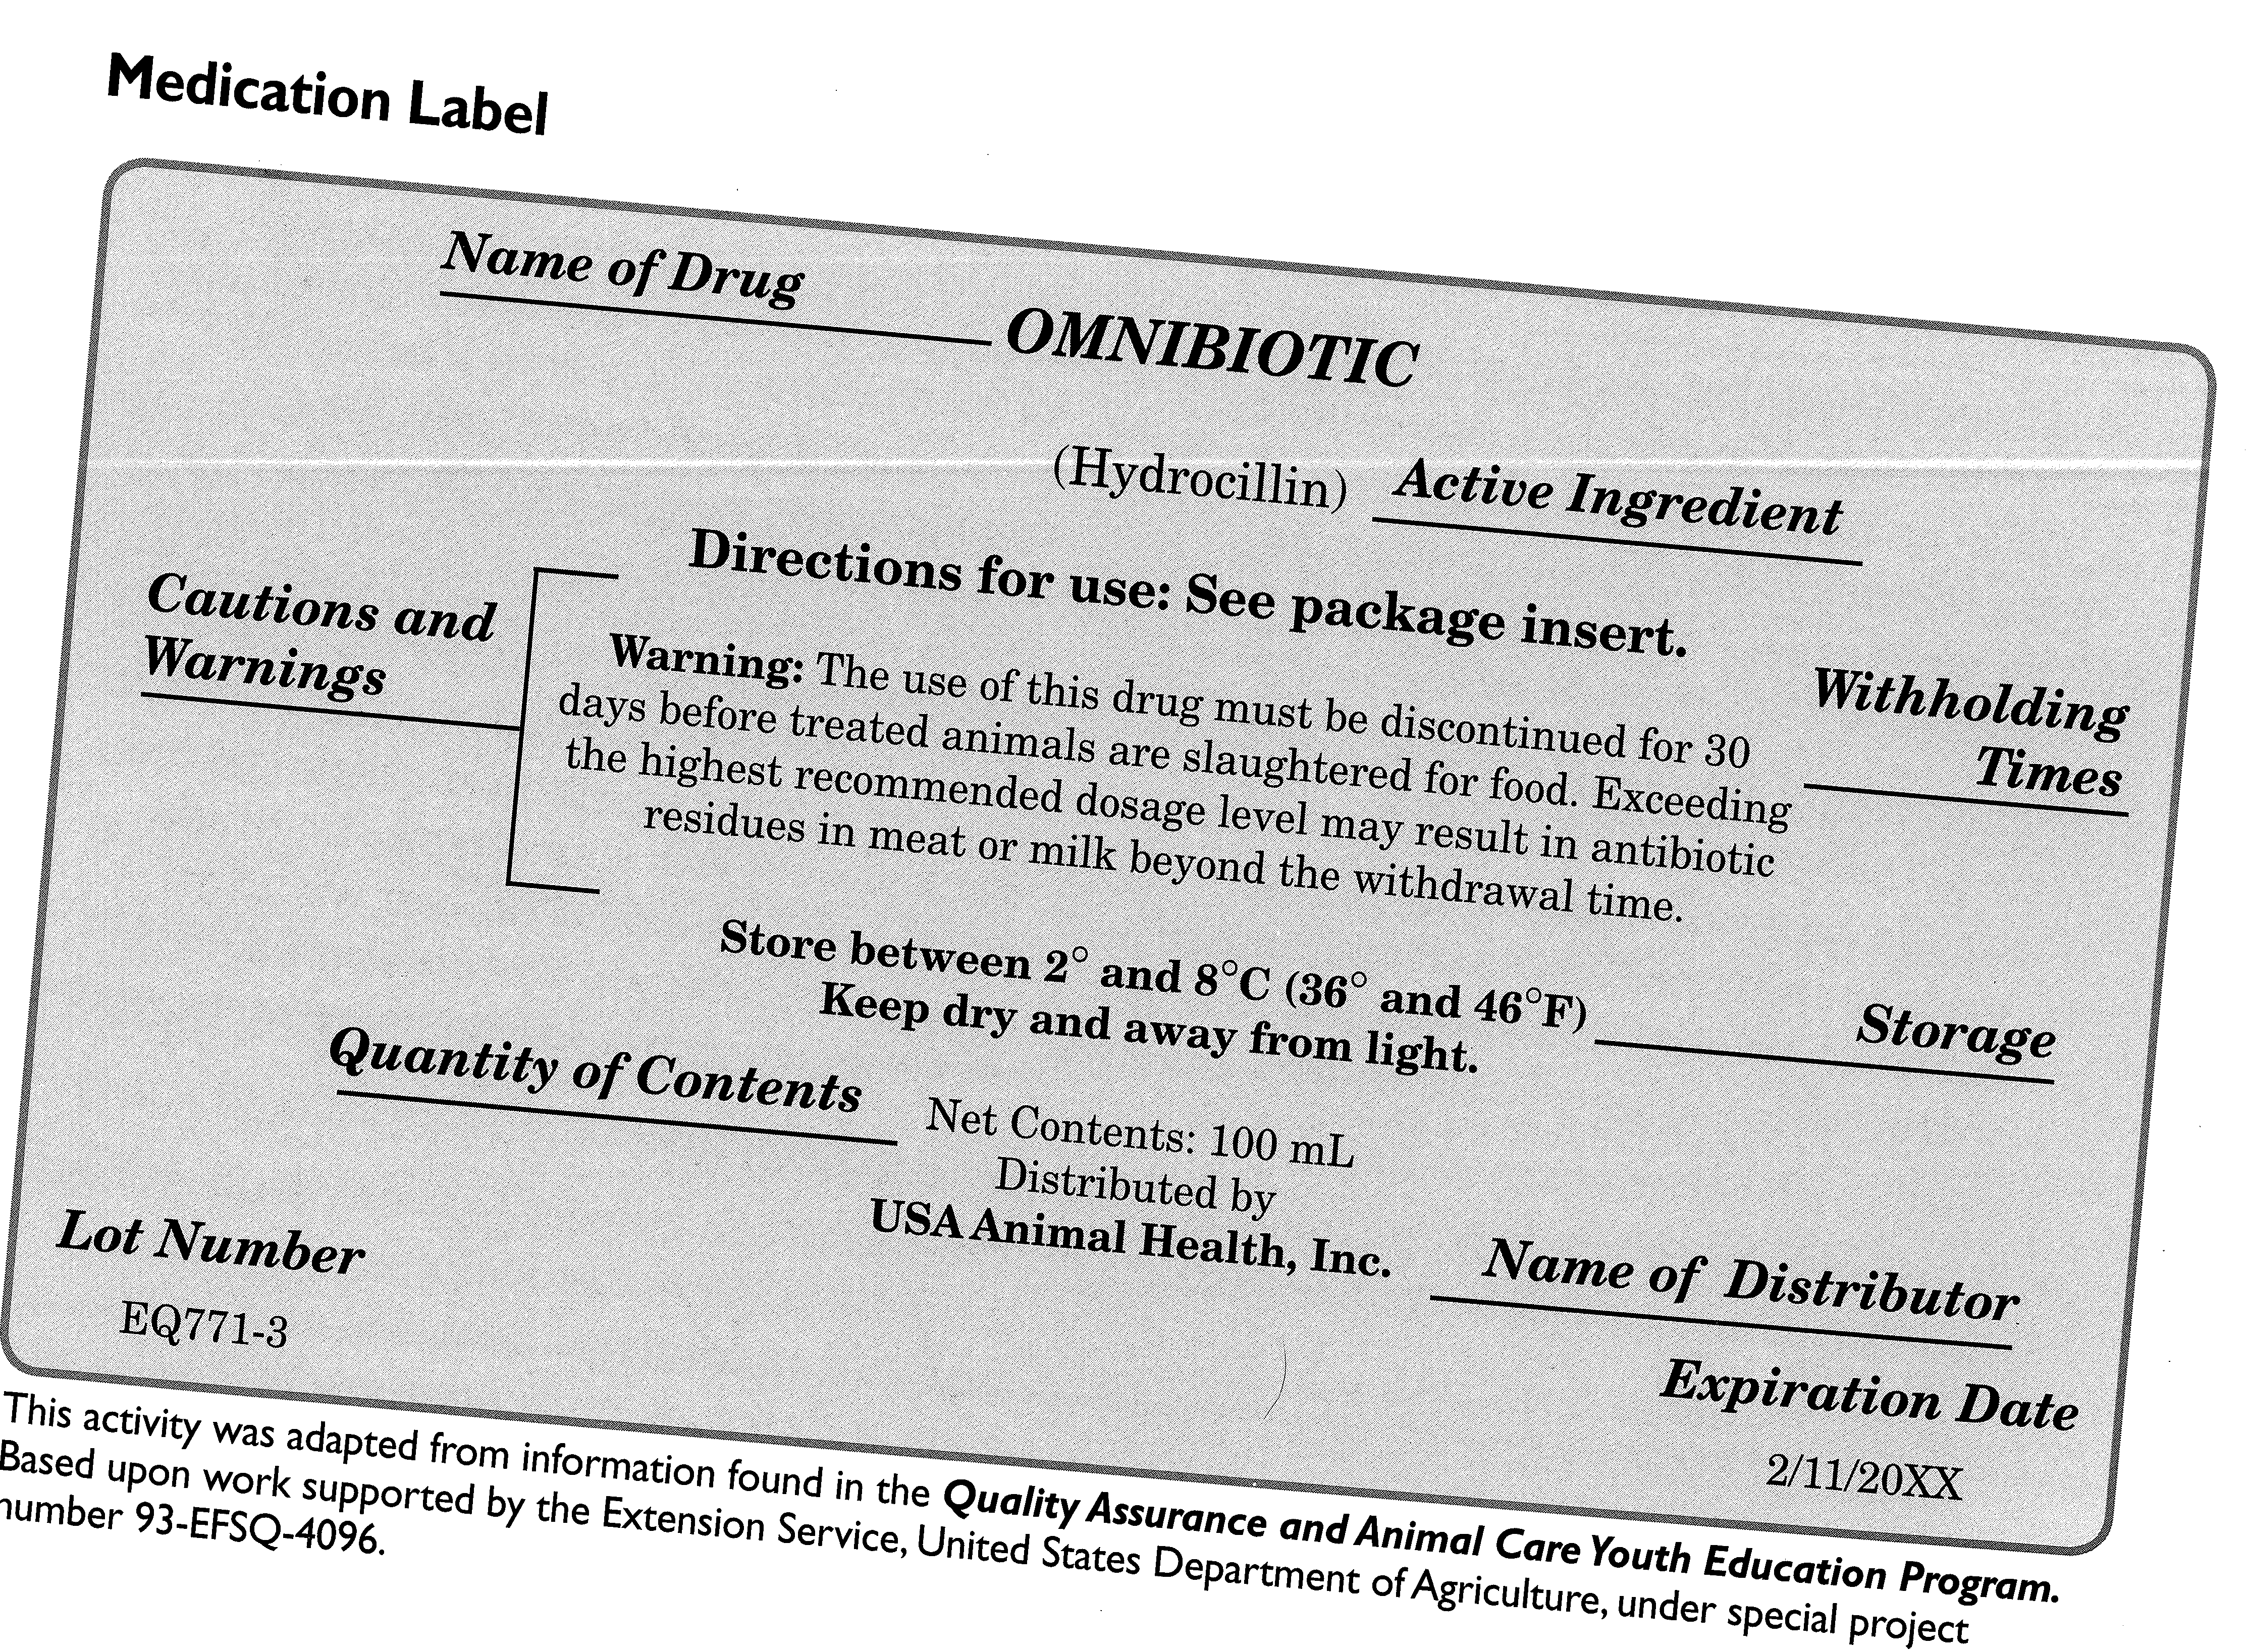 Medication Label
Name of Drug
OMNIBIOTIC
(Hydrocillin)
Active Ingredient
Directions for use: See package insert.
Cautions and
Warnings
Warning: The use of this drug must be discontinued for 30
days before treated animals are slaughtered for food. Exceeding
the highest recommended dosage level may result in antibiotic
residues in meat or milk beyond the withdrawal time.
Withholding
Times
Store between 2° and 8°C (36° and 46°F)
Keep dry and away from light.
Storage
Quantity of Contents
Net Contents: 100 mL
Distributed by
USA Animal Health, Inc.
Name of Distributor
Lot Number
EQ771-3
Expiration Date
2/11/20XX
This activity was adapted from information found in the Quality Assurance and Animal Care Youth Education Program.
Based upon work supported by the Extension Service, United States Department of Agriculture, under special project
number 93-EFSQ-4096.